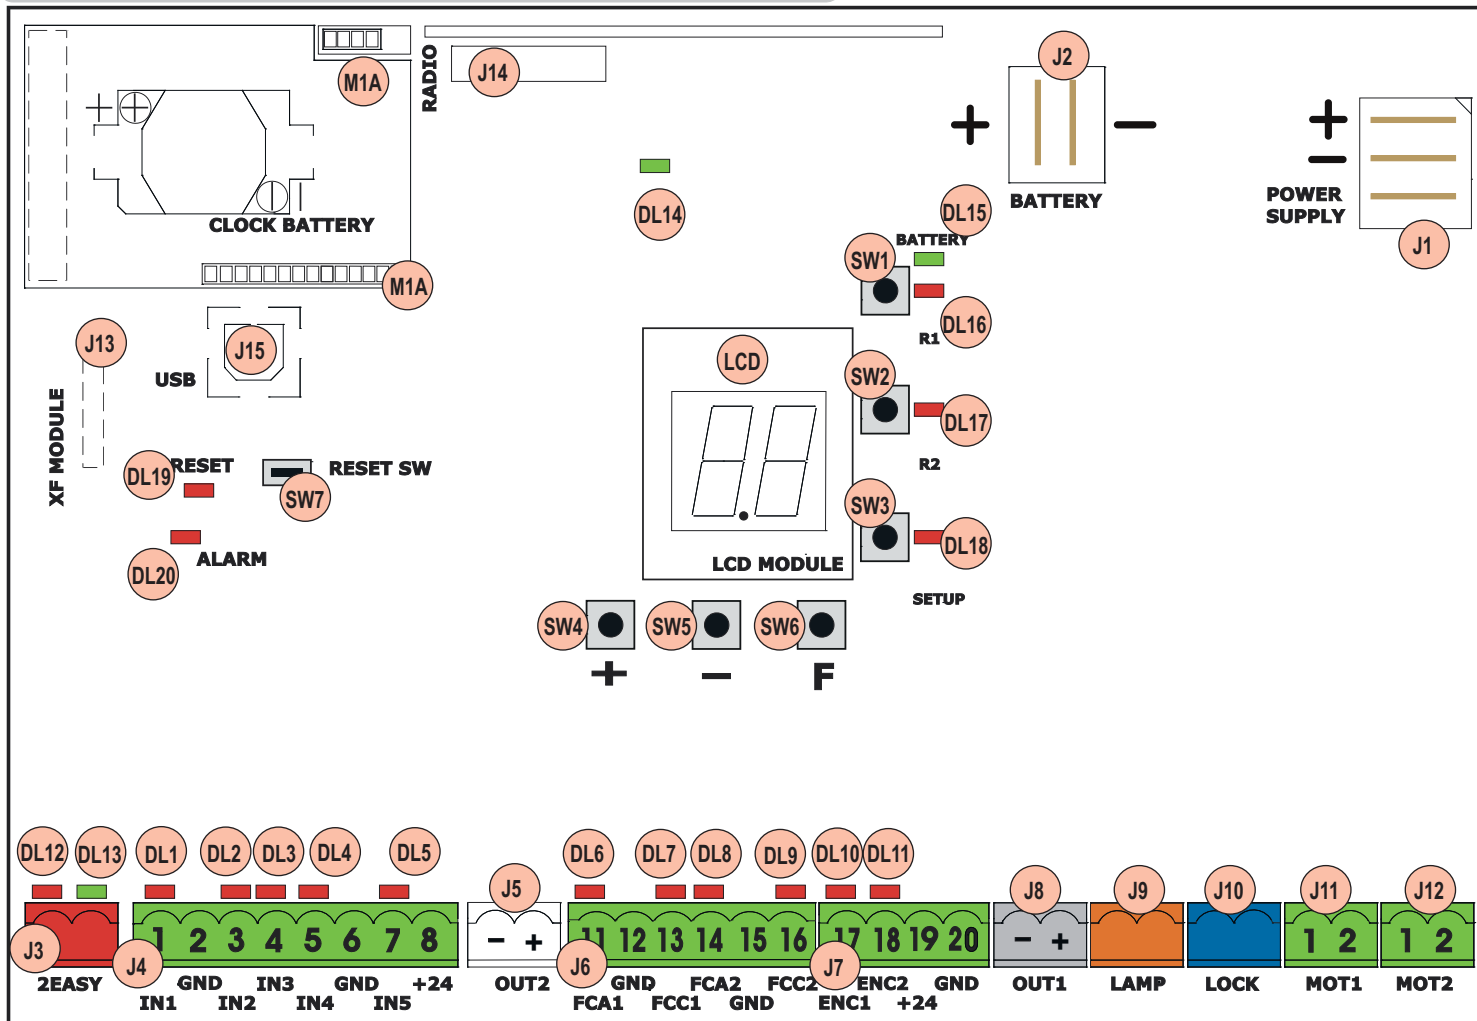 M1A
RADIO
J14
J2
+
-
BATTERY
+
-
POWER
SUPPLY
J1
+
CLOCK BATTERY
M1A
DL14
DL15
BATTERY
SW1
DL16
R1
J13
XF MODULE
J15
USB
LCD
SW2
DL17
R2
DL19
RESET
RESET SW
SW7
SW3
DL18
LCD MODULE
SETUP
DL20
ALARM
SW4
SW5
SW6
+
-
F
DL12
DL13
DL1
DL2
DL3
DL4
DL5
DL6
DL7
DL8
DL9
DL10
DL11
J5
J8
J9
J10
J11
J12
J3
J4
1 2 3 4 5 6 7 8
- +
J6
11 12 13 14 15 16
J7
17 18 19 20
- +
1 2
1 2
2EASY
GND
IN3
GND
+24
OUT2
GND
FCA2
FCC2
ENC2
GND
OUT1
LAMP
LOCK
MOT1
MOT2
IN1
IN2
IN4
IN5
FCA1
FCC1
GND
ENC1
+24